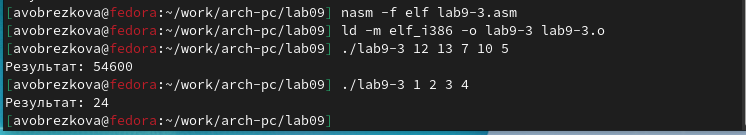 [avobrezkova@fedora:~/work/arch-pc/lab09] nasm -f elf lab9-3.asm
[avobrezkova@fedora:~/work/arch-pc/lab09] ld -m elf_i386 -o lab9-3 lab9-3.o
[avobrezkova@fedora:~/work/arch-pc/lab09] ./lab9-3 12 13 7 10 5
Результат: 54600
[avobrezkova@fedora:~/work/arch-pc/lab09] ./lab9-3 1 2 3 4
Результат: 24
[avobrezkova@fedora:~/work/arch-pc/lab09]